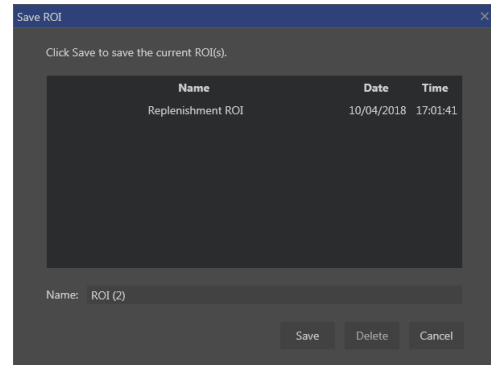 Save ROI
Click Save to save the current ROI(s).
Name Date Time
Replenishment ROI 10/04/2018 17:01:41
Name: ROI (2)
Save Delete Cancel